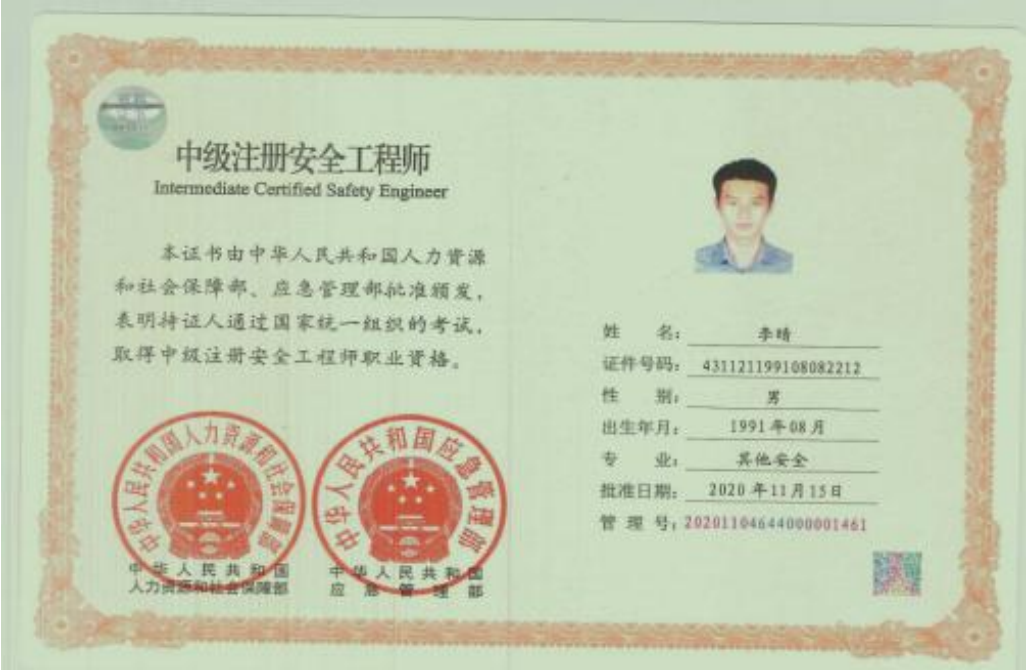 中级注册安全工程师
Intermediate Certified Safety Engineer
本证书由中华人民共和国人力资源
和社会保障部、应急管理部批准颁发，
表明持证人通过国家统一组织的考试，
取得中级注册安全工程师职业资格。
中华人民共和国人力资源和社会保障部
中华人民共和国
人力资源和社会保障部
中华人民共和国应急管理部
中华人民共和国
应急管理部
姓 名： 李晴
证件号码： 431121199108082212
性 别： 男
出生年月： 1991年08月
专 业： 其他安全
批准日期： 2020年11月15日
管 理 号： 20201104644000001461